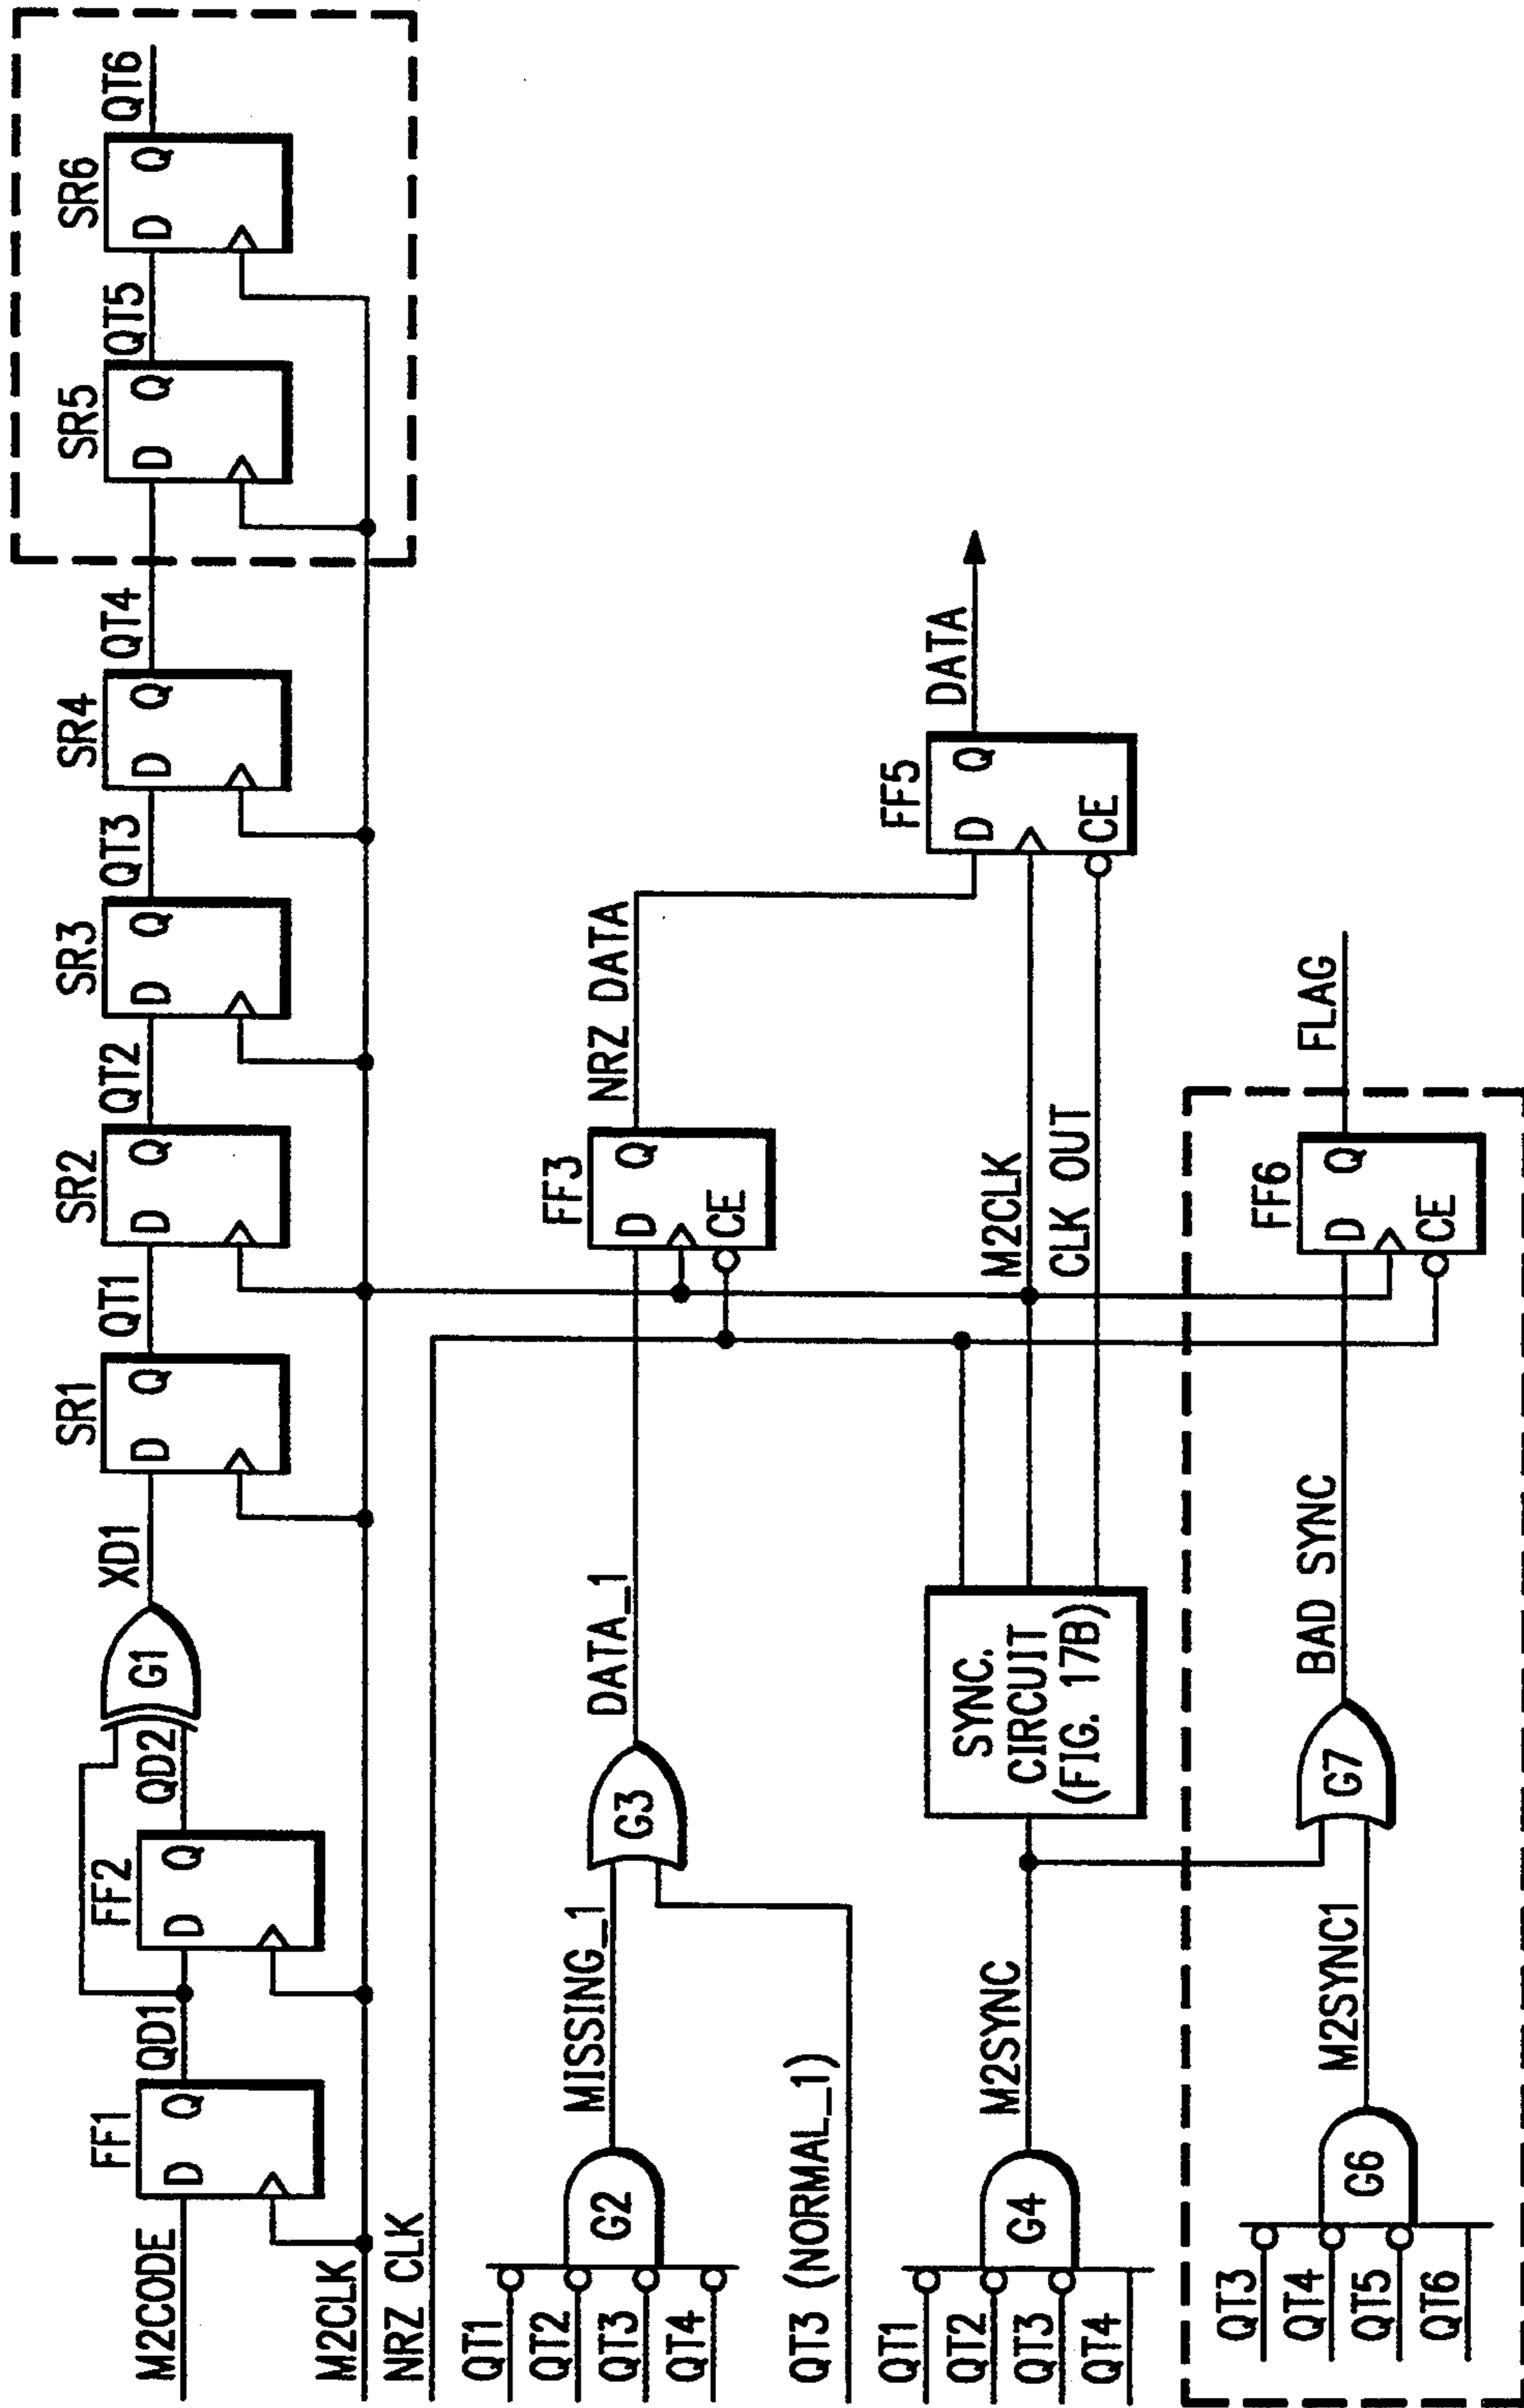 M2CODE
FF1
D Q
QD1
FF2
D Q
QD2
G1
XD1
SR1
D Q
QT1
SR2
D Q
QT2
SR3
D Q
QT3
SR4
D Q
QT4
SR5
D Q
QT5
SR6
D Q
QT6
M2CLK
NRZ CLK
QT1
QT2
QT3
QT4
G2
MISSING_1
QT3 (NORMAL_1)
G3
DATA_1
FF3
D Q
CE
NRZ DATA
QT1
QT2
QT3
QT4
G4
M2SYNC
SYNC.
CIRCUIT
(FIG. 17B)
M2CLK
CLK OUT
FF5
D Q
CE
DATA
QT3
QT4
QT5
QT6
G6
M2SYNC1
G7
BAD SYNC
FF6
D Q
CE
FLAG